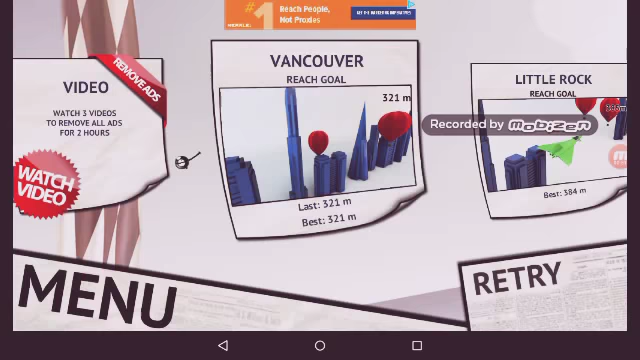 #1
Reach People,
Not Proxies
VIDEO
REMOVE ADS
WATCH 3 VIDEOS
TO REMOVE ALL ADS
FOR 2 HOURS
WATCH
VIDEO
VANCOUVER
REACH GOAL
321 m
Last: 321 m
Best: 321 m
LITTLE ROCK
REACH GOAL
Recorded by mobizen
Best: 384 m
MENU
RETRY